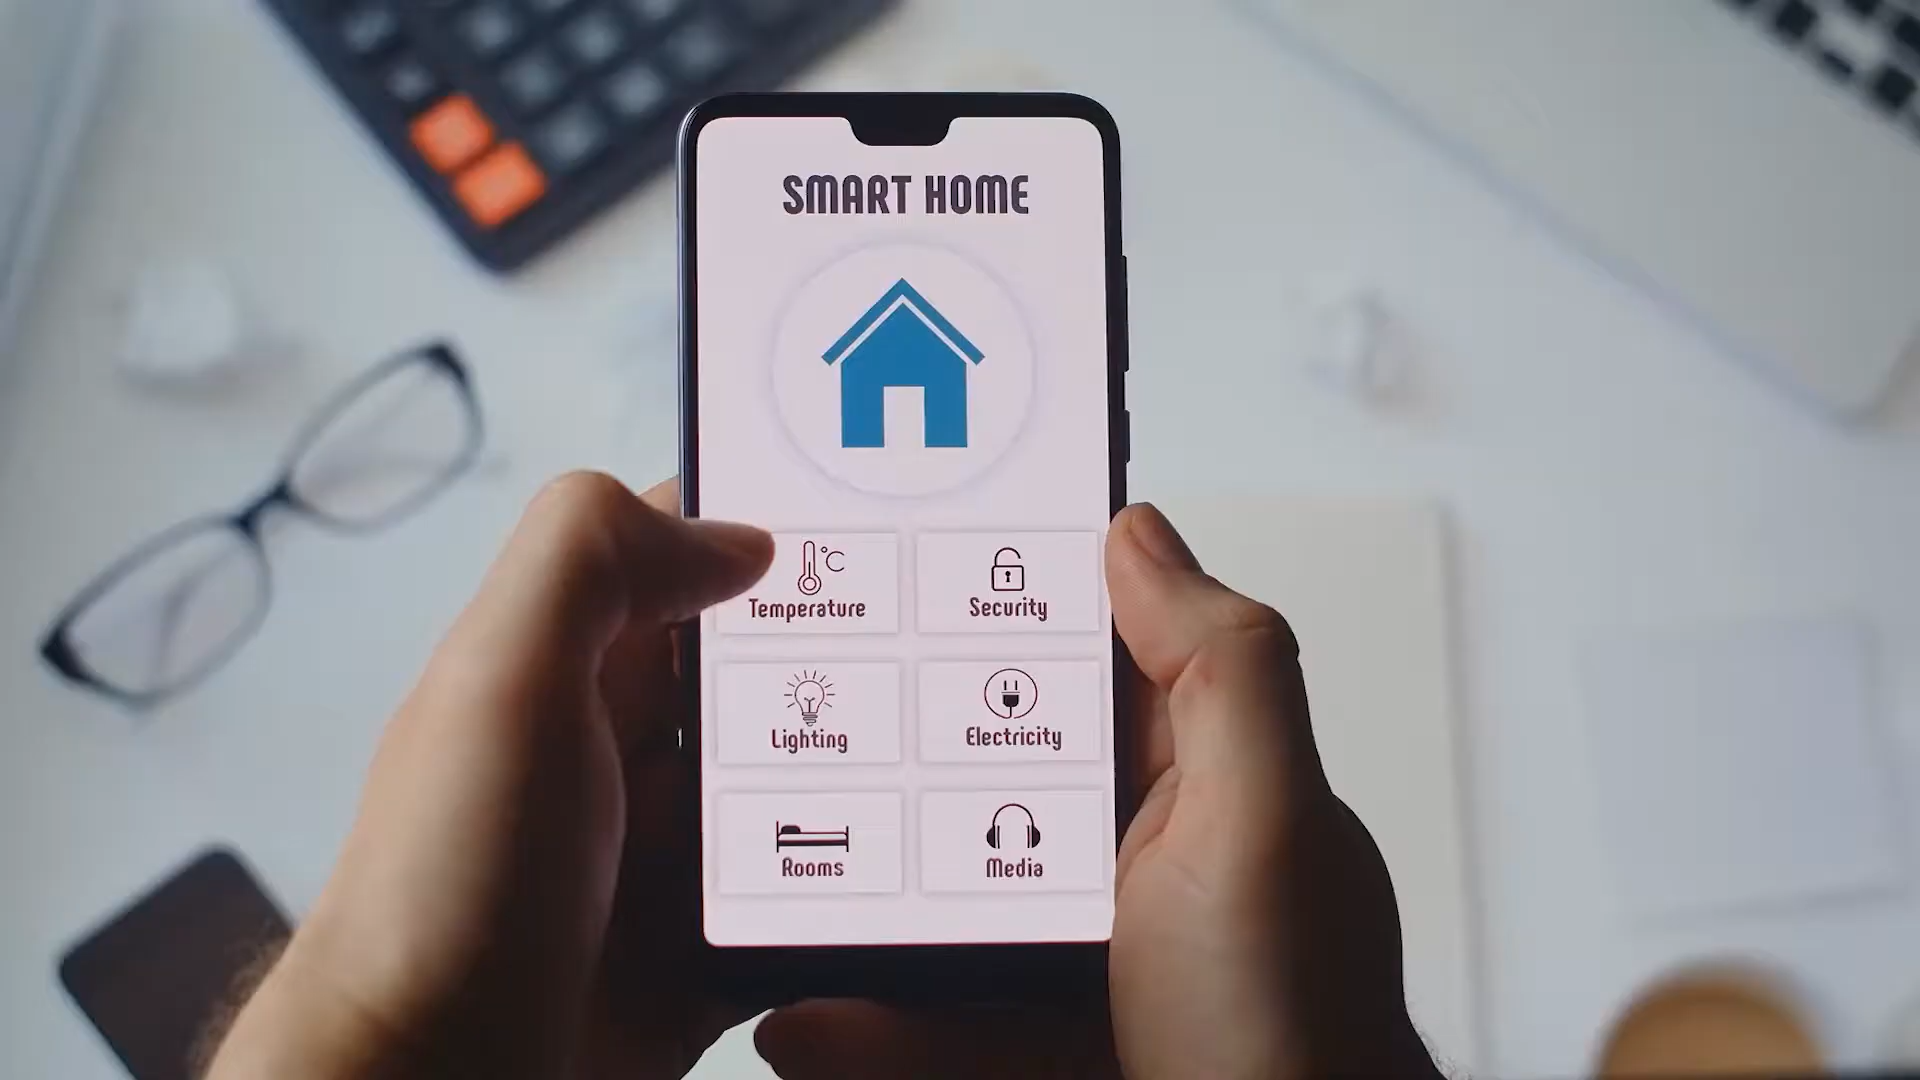 SMART HOME
°C
Temperature
Security
Lighting
Electricity
Rooms
Media